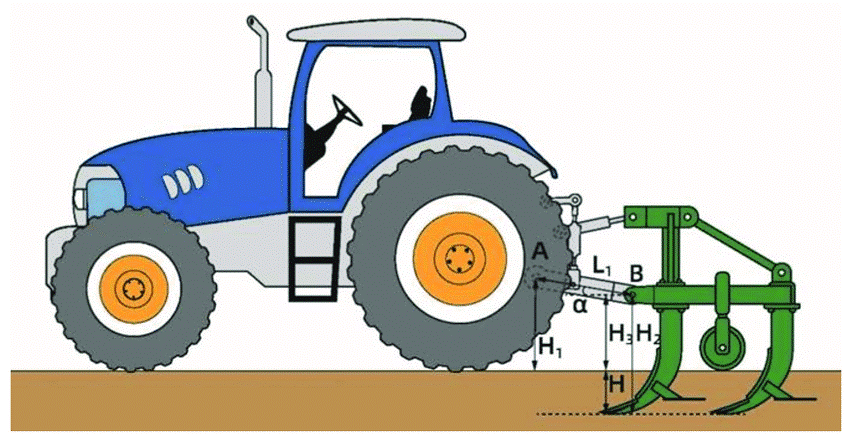 A
L₁
B
α
H₁
H₃
H₂
H